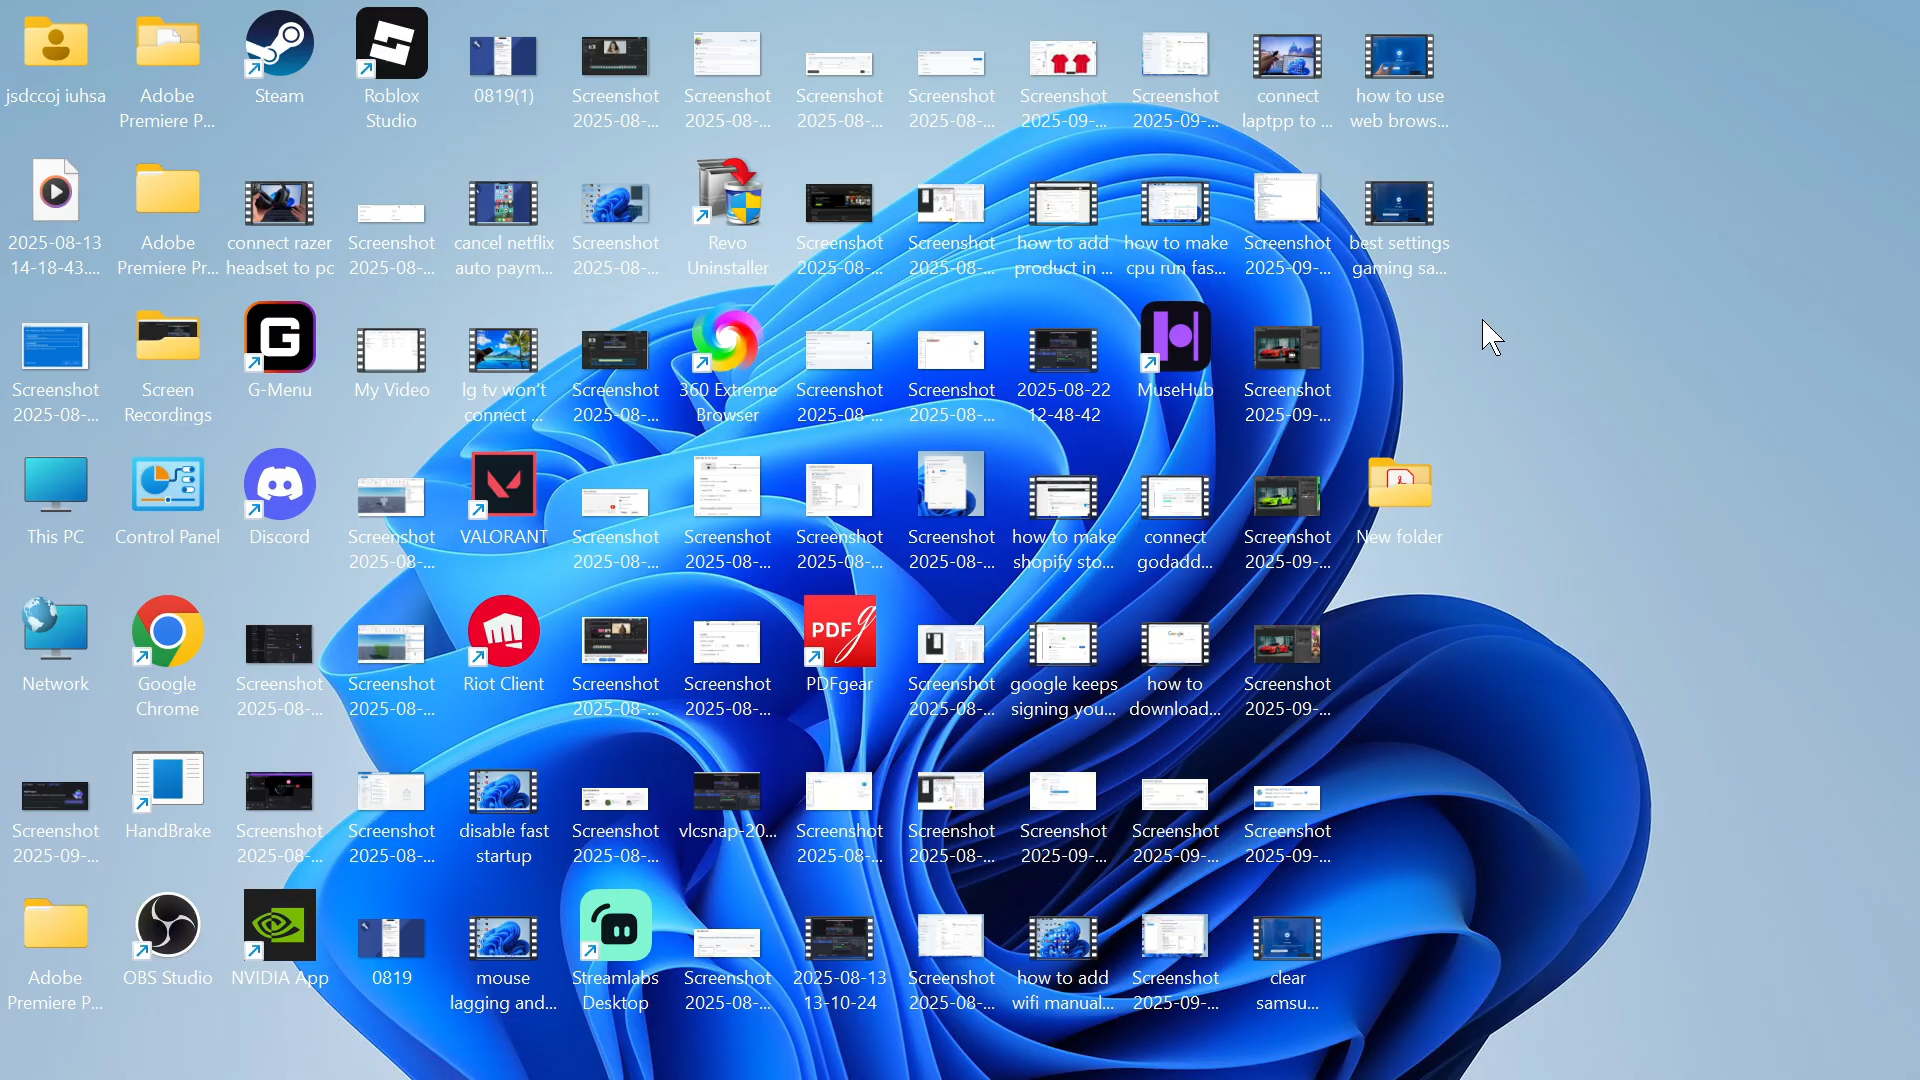 jsdccoj iuhsa
Adobe
Premiere P...
Steam
Roblox
Studio
0819(1)
Screenshot
2025-08-...
Screenshot
2025-08-...
Screenshot
2025-08-...
Screenshot
2025-08-...
Screenshot
2025-09-...
Screenshot
2025-09-...
connect
laptpp to ...
how to use
web brows...
2025-08-13
14-18-43....
Adobe
Premiere Pr...
connect razer
headset to pc
Screenshot
2025-08-...
cancel netflix
auto paym...
Screenshot
2025-08-...
Revo
Uninstaller
Screenshot
2025-08-...
Screenshot
2025-08-...
how to add
product in ...
how to make
cpu run fas...
Screenshot
2025-09-...
best settings
gaming sa...
Screenshot
2025-08-...
Screen
Recordings
G-Menu
My Video
lg tv won't
connect ...
Screenshot
2025-08-...
360 Extreme
Browser
Screenshot
2025-08-...
Screenshot
2025-08-...
2025-08-22
12-48-42
MuseHub
Screenshot
2025-09-...
This PC
Control Panel
Discord
Screenshot
2025-08-...
VALORANT
Screenshot
2025-08-...
Screenshot
2025-08-...
Screenshot
2025-08-...
Screenshot
2025-08-...
how to make
shopify sto...
connect
godadd...
Screenshot
2025-09-...
New folder
Network
Google
Chrome
Screenshot
2025-08-...
Screenshot
2025-08-...
Riot Client
Screenshot
2025-08-...
Screenshot
2025-08-...
PDF
PDFgear
Screenshot
2025-08-...
google keeps
signing you...
how to
download...
Screenshot
2025-09-...
Screenshot
2025-09-...
HandBrake
Screenshot
2025-08-...
Screenshot
2025-08-...
disable fast
startup
Screenshot
2025-08-...
vlcsnap-20...
Screenshot
2025-08-...
Screenshot
2025-08-...
Screenshot
2025-09-...
Screenshot
2025-09-...
Screenshot
2025-09-...
Adobe
Premiere P...
OBS Studio
NVIDIA App
0819
mouse
lagging and...
Streamlabs
Desktop
Screenshot
2025-08-...
2025-08-13
13-10-24
Screenshot
2025-08-...
how to add
wifi manual...
Screenshot
2025-09-...
clear
samsu...